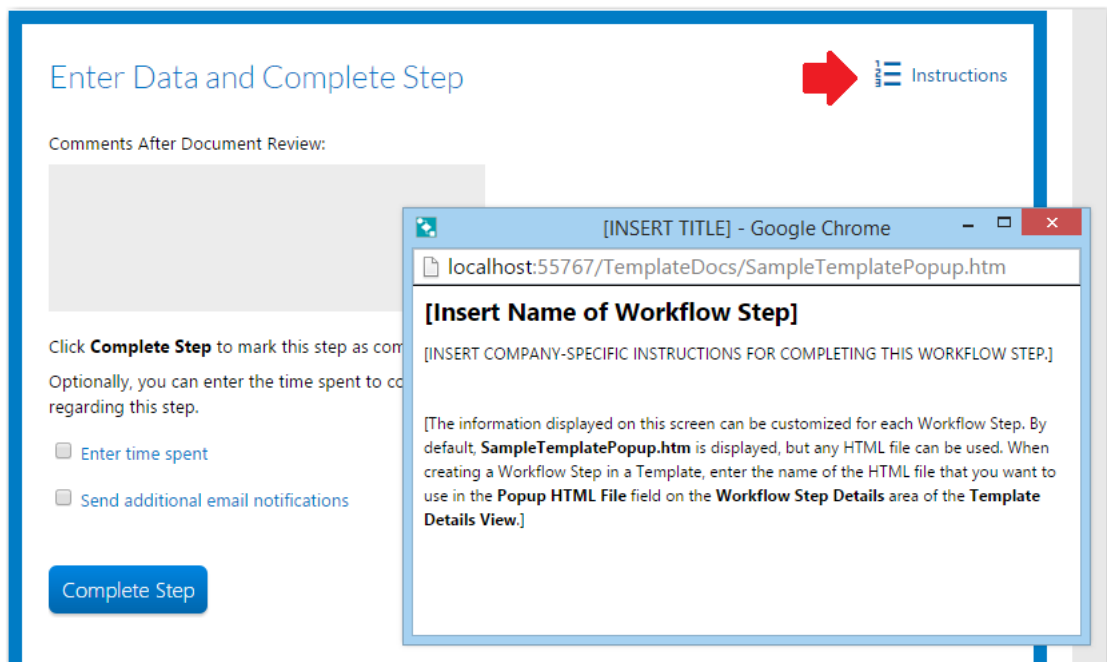 Enter Data and Complete Step
1
2
3
Instructions
Comments After Document Review:
[INSERT TITLE] - Google Chrome
localhost:55767/TemplateDocs/SampleTemplatePopup.htm
[Insert Name of Workflow Step]
[INSERT COMPANY-SPECIFIC INSTRUCTIONS FOR COMPLETING THIS WORKFLOW STEP.]
[The information displayed on this screen can be customized for each Workflow Step. By
default, SampleTemplatePopup.htm is displayed, but any HTML file can be used. When
creating a Workflow Step in a Template, enter the name of the HTML file that you want to
use in the Popup HTML File field on the Workflow Step Details area of the Template
Details View.]
Click Complete Step to mark this step as com
Optionally, you can enter the time spent to co
regarding this step.
Enter time spent
Send additional email notifications
Complete Step